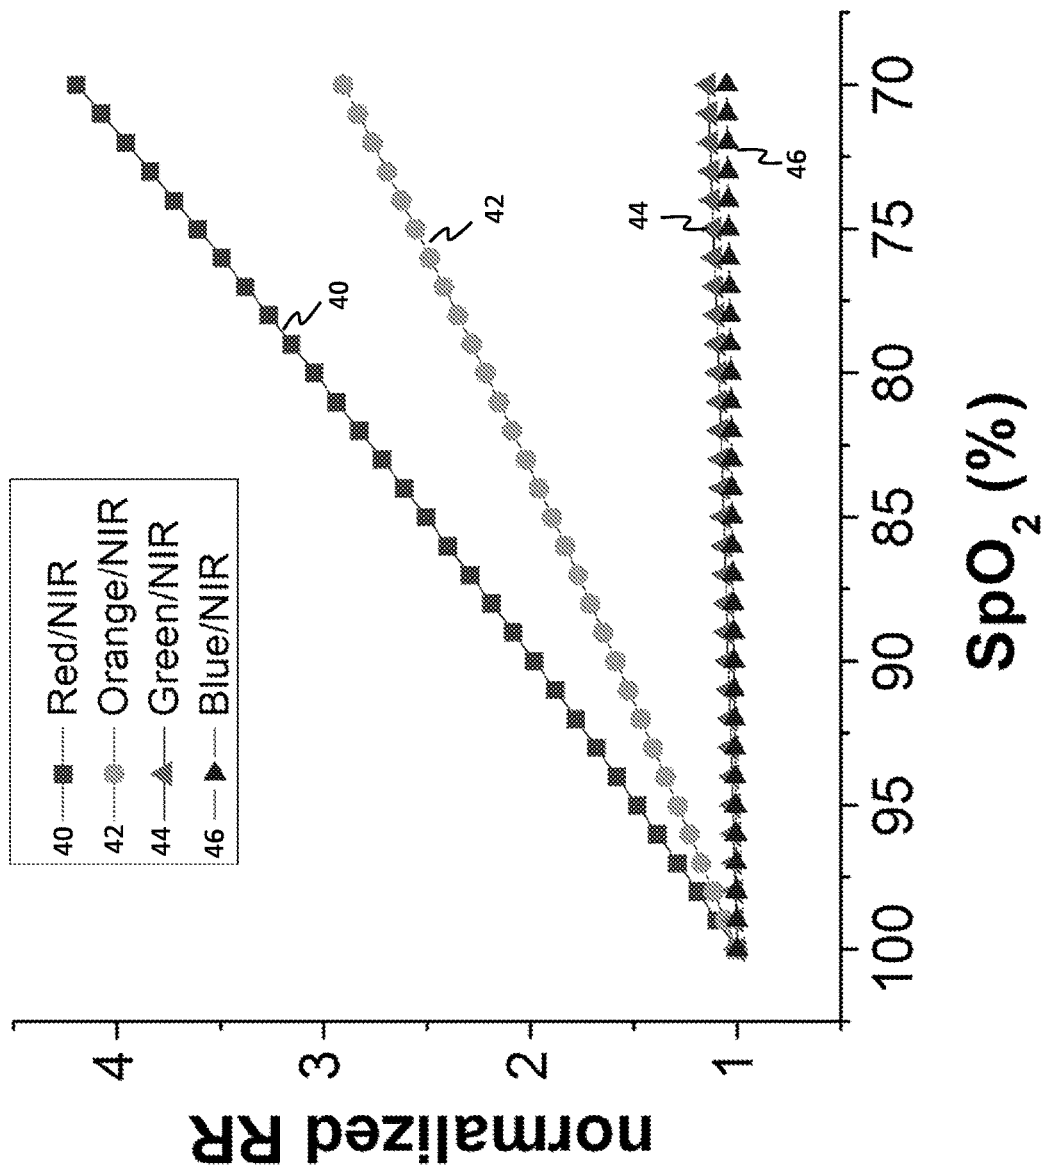 40 Red/NIR
42 Orange/NIR
44 Green/NIR
46 Blue/NIR
normalized RR
4
3
2
1
40
42
44
46
100
95
90
85
80
75
70
SpO₂ (%)